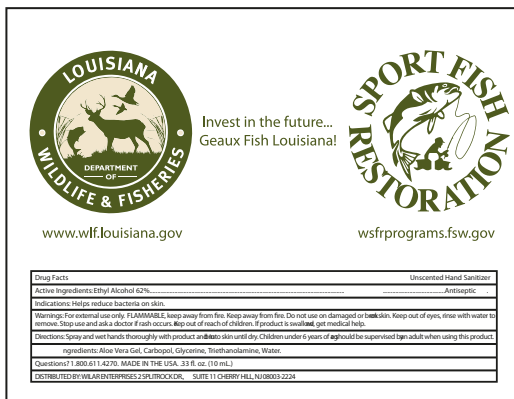 LOUISIANA
DEPARTMENT
OF
WILDLIFE & FISHERIES
Invest in the future...
Geaux Fish Louisiana!
SPORT FISH
RESTORATION
www.wlf.louisiana.gov
wsfrprograms.fsw.gov
Drug Facts Unscented Hand Sanitizer
Active Ingredients: Ethyl Alcohol 62%.......................................................... .........................Antiseptic .
Indications: Helps reduce bacteria on skin.
Warnings: For external use only. FLAMMABLE, keep away from fire. Keep away from fire. Do not use on damaged or skin. Keep out of eyes, rinse with water to
remove. Stop use and ask a doctor if rash occurs. Keep out of reach of children. If product is get medical help.
Directions: Spray and wet hands thoroughly with product skin until dry. Children under 6 years of should be supervised by an adult when using this product.
ngredients: Aloe Vera Gel, Carbopol, Glycerine, Triethanolamine, Water.
Questions? 1.800.611.4270. MADE IN THE USA. .33 fl. oz. (10 mL.)
DISTRIBUTED BY: WILAR ENTERPRISES 2 SPLITROCK DR., SUITE 11 CHERRY HILL, NJ 08003-2224